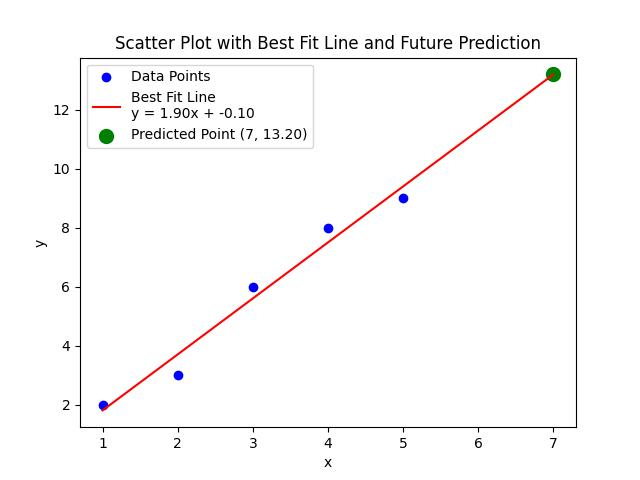 Scatter Plot with Best Fit Line and Future Prediction
Data Points
Best Fit Line
y = 1.90x + -0.10
Predicted Point (7, 13.20)
y
12
10
8
6
4
2
1 2 3 4 5 6 7
x